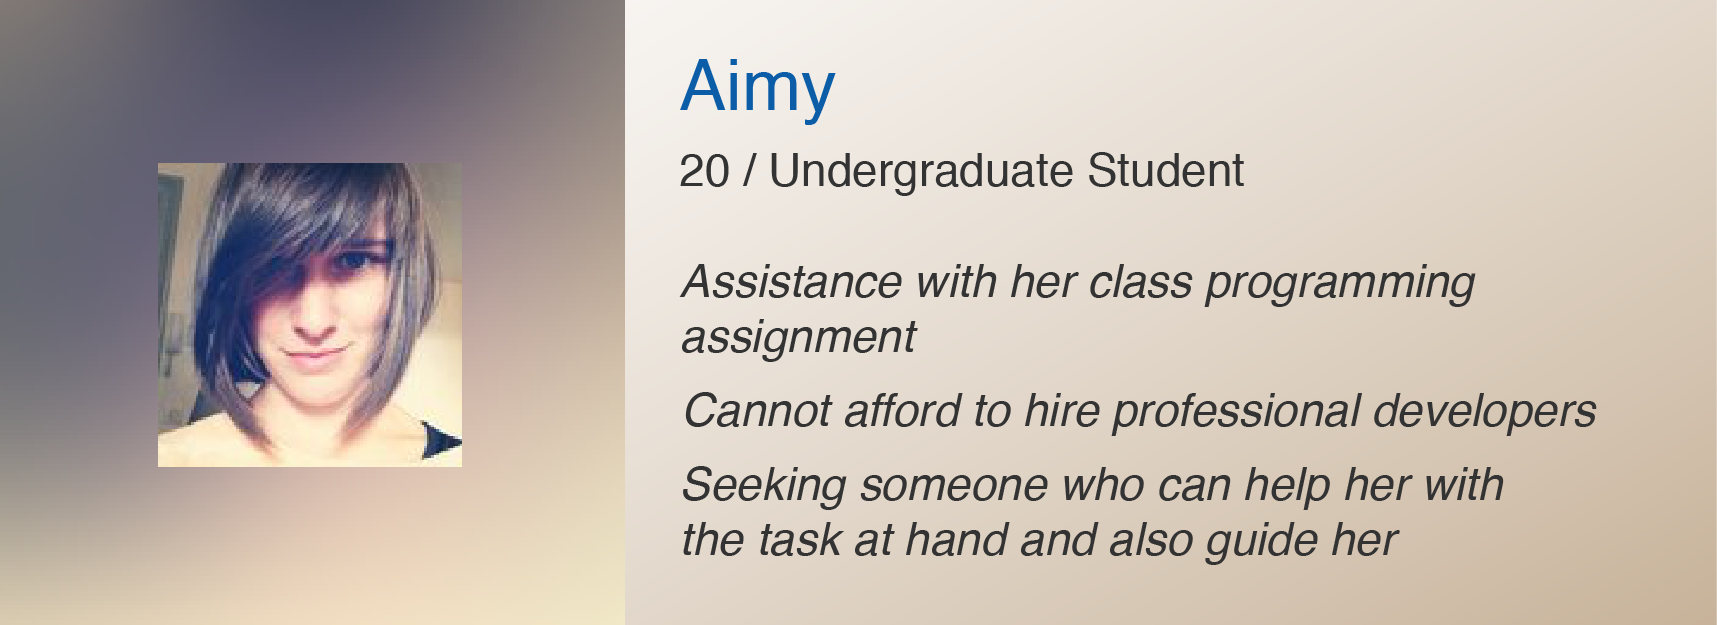 Aimy
20 / Undergraduate Student
Assistance with her class programming
assignment
Cannot afford to hire professional developers
Seeking someone who can help her with
the task at hand and also guide her